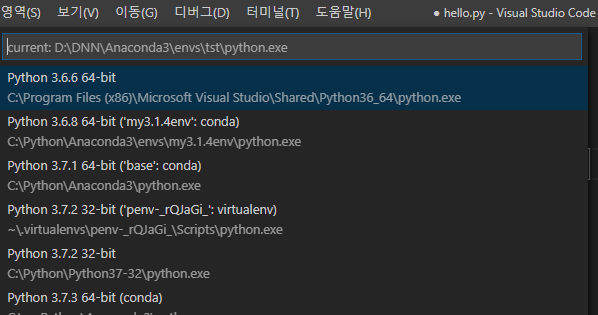 영역(S) 보기(V) 이동(G) 디버그(D) 터미널(T) 도움말(H) ● hello.py - Visual Studio Code
current: D:\DNN\Anaconda3\envs\tst\python.exe
Python 3.6.6 64-bit
C:\Program Files (x86)\Microsoft Visual Studio\Shared\Python36_64\python.exe
Python 3.6.8 64-bit ('my3.1.4env': conda)
C:\Python\Anaconda3\envs\my3.1.4env\python.exe
Python 3.7.1 64-bit ('base': conda)
C:\Python\Anaconda3\python.exe
Python 3.7.2 32-bit ('penv-_rQJaGi_': virtualenv)
~\.virtualenvs\penv-_rQJaGi_\Scripts\python.exe
Python 3.7.2 32-bit
C:\Python\Python37-32\python.exe
Python 3.7.3 64-bit (conda)